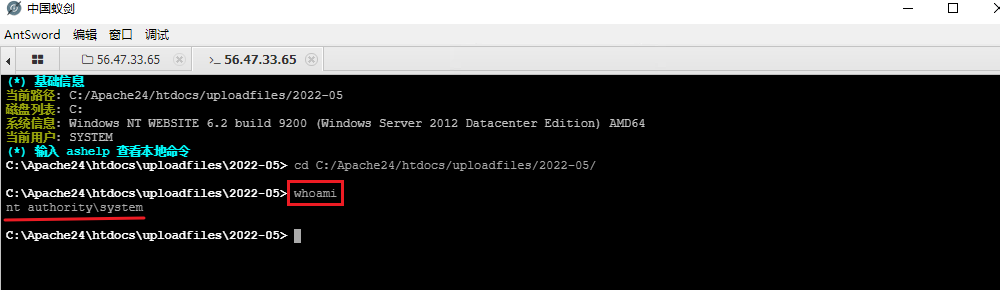 中国蚁剑
AntSword 编辑 窗口 调试
56.47.33.65 >_ 56.47.33.65
(*) 基础信息
当前路径: C:/Apache24/htdocs/uploadfiles/2022-05
磁盘列表: C:
系统信息: Windows NT WEBSITE 6.2 build 9200 (Windows Server 2012 Datacenter Edition) AMD64
当前用户: SYSTEM
(*) 输入 ashelp 查看本地命令
C:\Apache24\htdocs\uploadfiles\2022-05> cd C:/Apache24/htdocs/uploadfiles/2022-05/
C:\Apache24\htdocs\uploadfiles\2022-05> whoami
nt authority\system
C:\Apache24\htdocs\uploadfiles\2022-05>